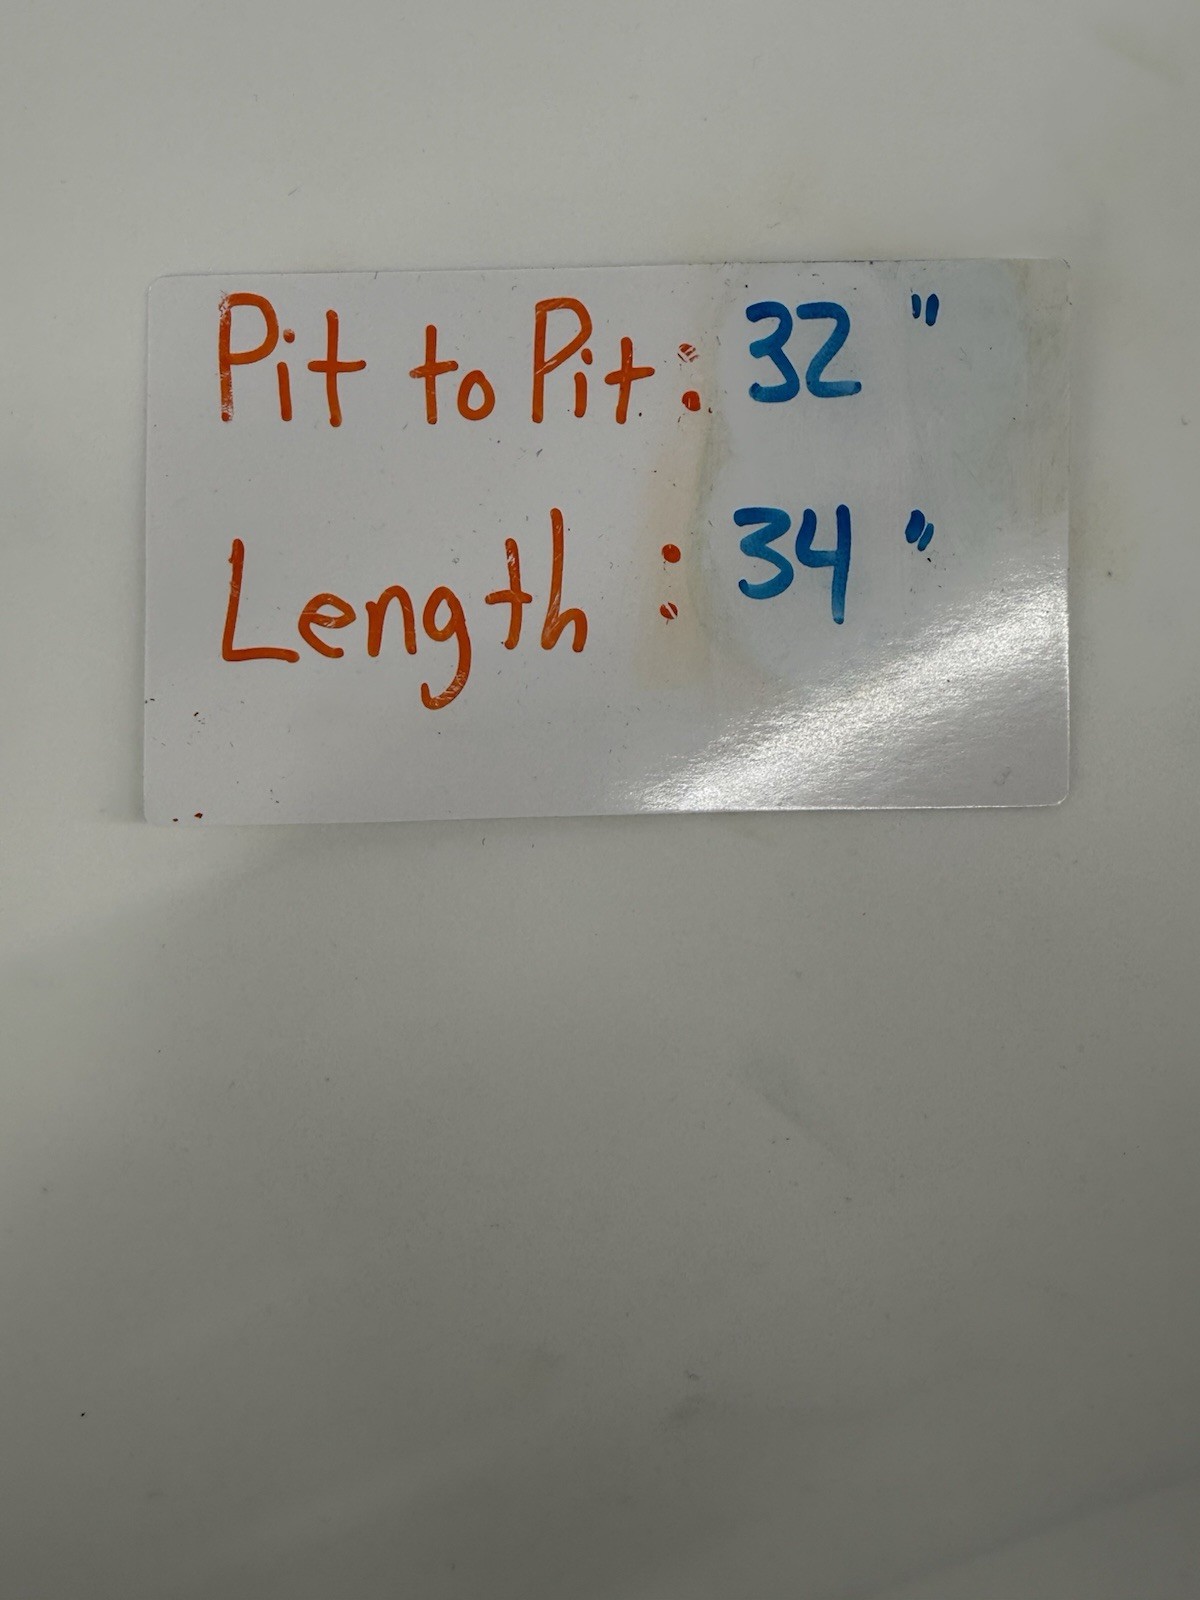 Pit to Pit: 32 "
Length : 34 "